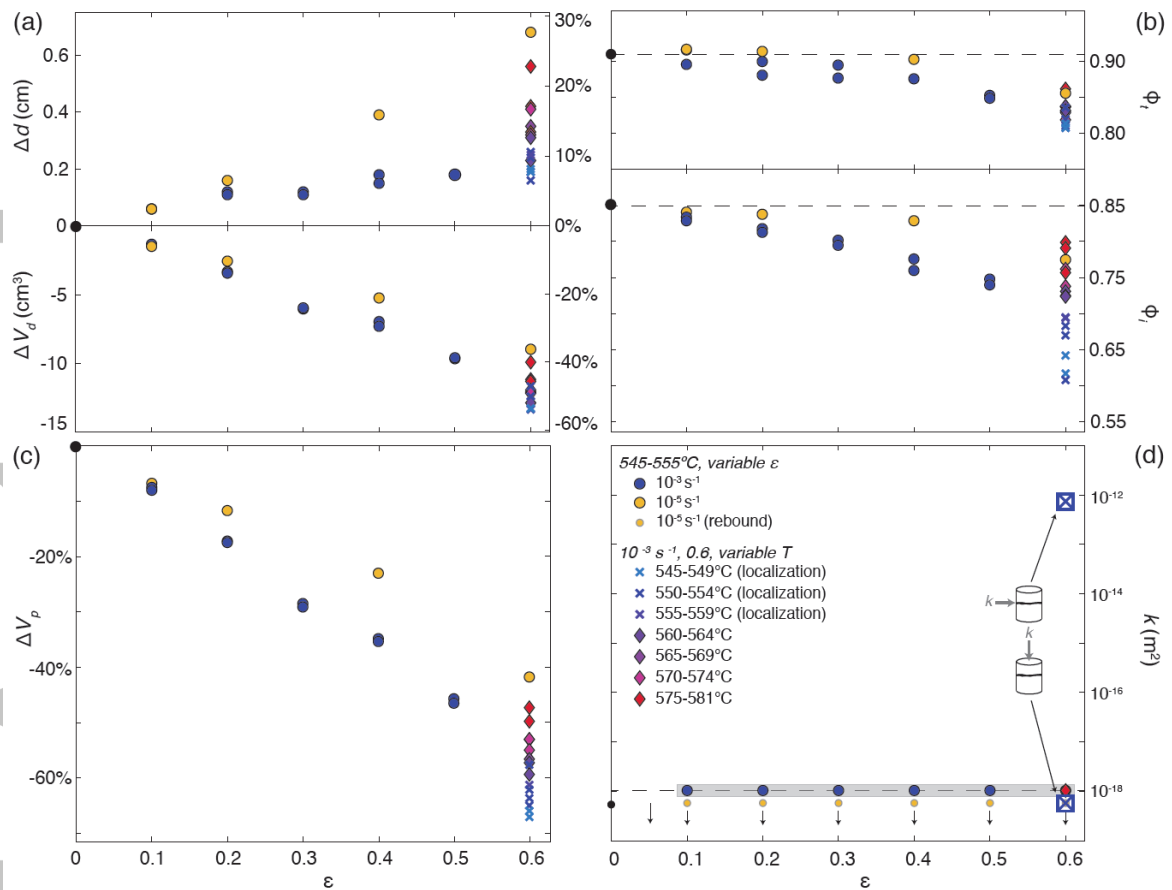 (a)
0.6
0.4
0.2
0
Δd (cm)
30%
20%
10%
0%
-5
-10
-15
ΔV_d (cm³)
-20%
-40%
-60%
(b)
0.90
0.80
ϕ_t
0.85
0.75
0.65
0.55
ϕ_i
(c)
-20%
-40%
-60%
ΔV_p
0 0.1 0.2 0.3 0.4 0.5 0.6
ε
(d)
545-555°C, variable ε
10⁻³ s⁻¹
10⁻⁵ s⁻¹
10⁻⁵ s⁻¹ (rebound)
10⁻³ s⁻¹, 0.6, variable T
545-549°C (localization)
550-554°C (localization)
555-559°C (localization)
560-564°C
565-569°C
570-574°C
575-581°C
k
k
10⁻¹²
10⁻¹⁴
10⁻¹⁶
10⁻¹⁸
k (m²)
0 0.1 0.2 0.3 0.4 0.5 0.6
ε